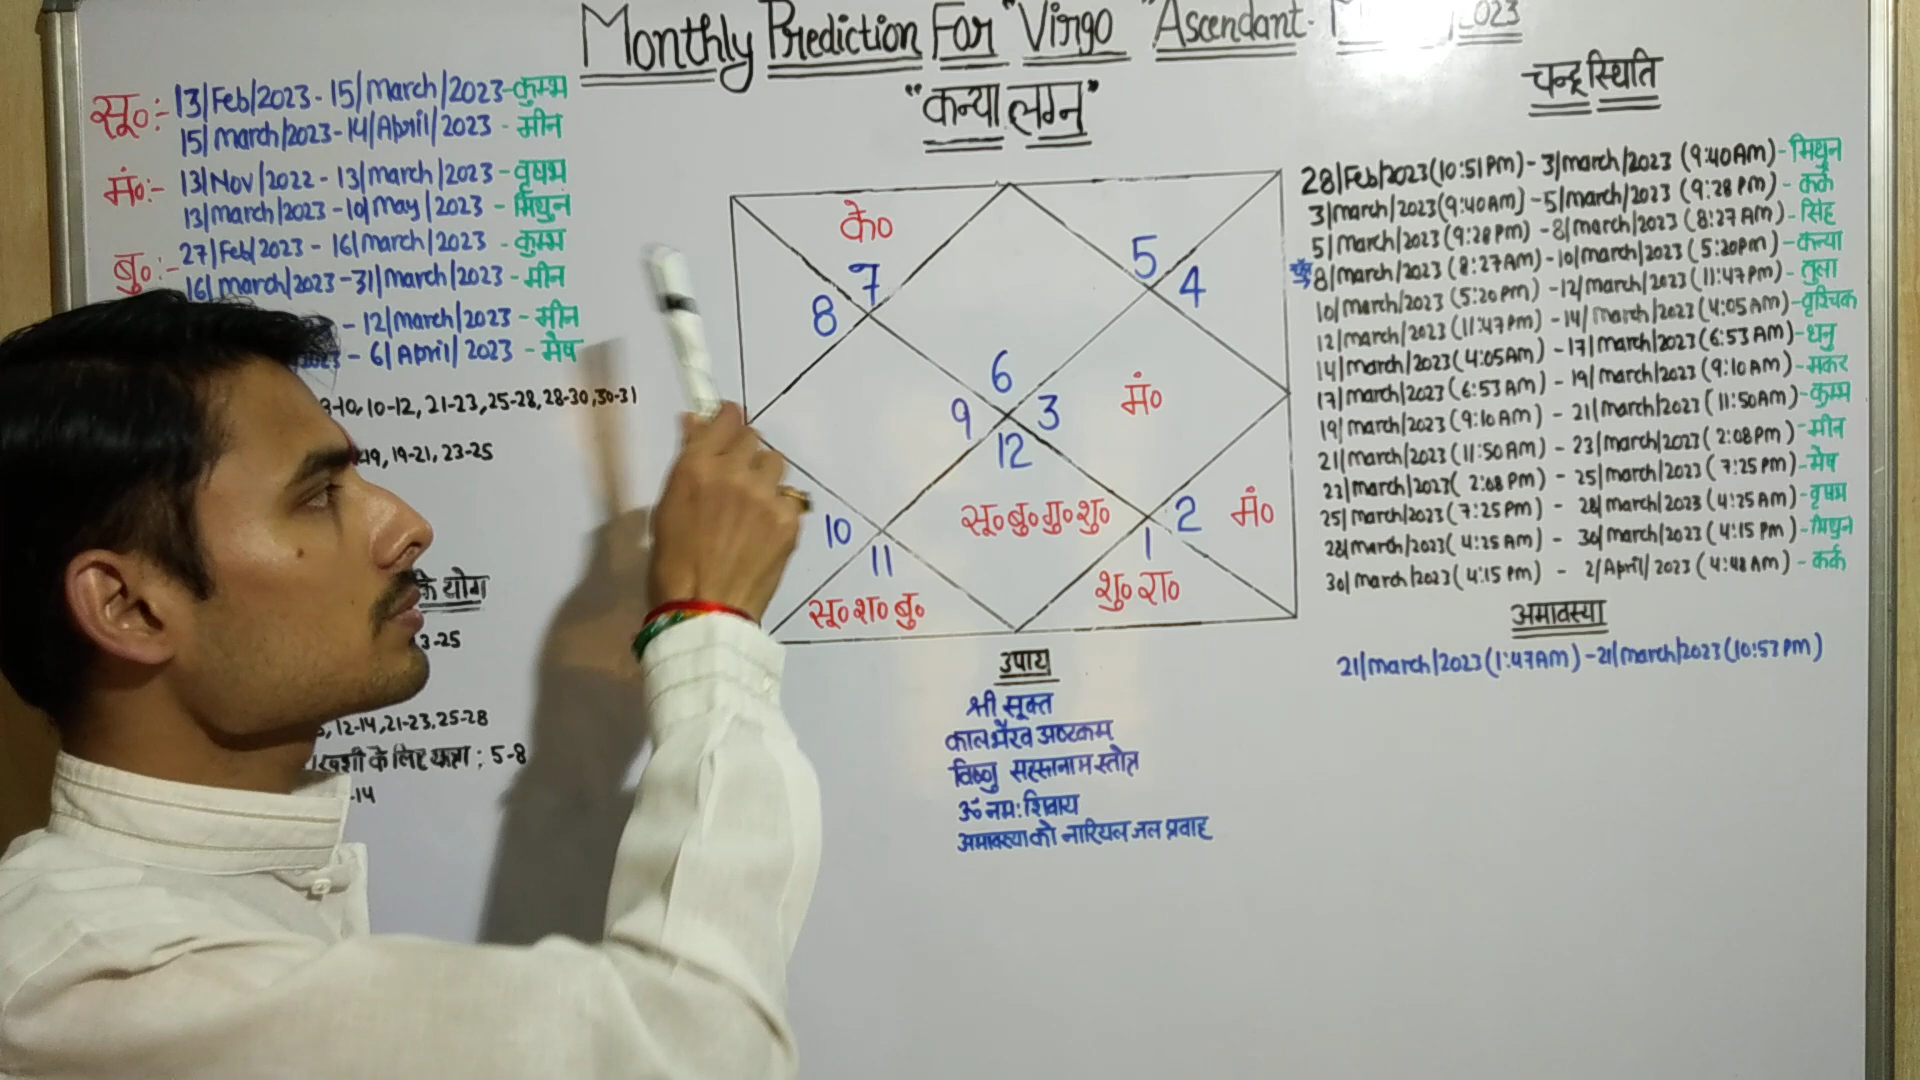 Monthly Prediction For "Virgo" Ascendant- 2023
"कन्या लग्न"
सू०:- 13/Feb/2023 - 15/March/2023 - कुम्भ
15/march/2023 - 14/April/2023 - मीन
मं०:- 13/Nov/2022 - 13/march/2023 - वृषभ
13/march/2023 - 10/May/2023 - मिथुन
बु०:- 27/Feb/2023 - 16/march/2023 - कुम्भ
16/march/2023 - 31/march/2023 - मीन
- 12/march/2023 - मीन
- 6/April/2023 - मेष
-10, 10-12, 21-23, 25-28, 28-30, 30-31
19, 19-21, 23-25
के योग
3-25
, 12-14, 21-23, 25-28
के लिए यात्रा ; 5-8
-14
के०
7
8
5
4
6
9
3
मं०
12
सू० बु० गु० शु०
10
11
सू० श० बु०
2
मं०
1
शु० रा०
उपाय
श्री सूक्त
कालभैरव अष्टकम
विष्णु सहस्त्रनाम स्तोत्र
ॐ नमः शिवाय
अमावस्या को नारियल जल प्रवाह
चन्द्र स्थिति
28/Feb/2023 (10:51 Pm) - 3/march/2023 (9:40 AM) - मिथुन
3/march/2023 (9:40 AM) - 5/march/2023 (9:28 PM) - कर्क
5/march/2023 (9:28 PM) - 8/march/2023 (8:27 AM) - सिंह
8/march/2023 (8:27 AM) - 10/march/2023 (5:20 pm) - कन्या
10/march/2023 (5:20 pm) - 12/march/2023 (11:47 PM) - तुला
12/march/2023 (11:47 PM) - 14/march/2023 (4:05 AM) - वृश्चिक
14/march/2023 (4:05 AM) - 17/march/2023 (6:53 AM) - धनु
17/march/2023 (6:53 AM) - 19/march/2023 (9:10 AM) - मकर
19/march/2023 (9:10 AM) - 21/march/2023 (11:50 AM) - कुम्भ
21/march/2023 (11:50 AM) - 23/march/2023 (2:08 PM) - मीन
23/march/2023 (2:08 PM) - 25/march/2023 (7:25 PM) - मेष
25/march/2023 (7:25 PM) - 28/march/2023 (4:25 AM) - वृषभ
28/march/2023 (4:25 AM) - 30/march/2023 (4:15 Pm) - मिथुन
30/march/2023 (4:15 pm) - 2/April/2023 (4:48 AM) - कर्क
अमावस्या
21/march/2023 (1:47 AM) - 21/march/2023 (10:53 PM)